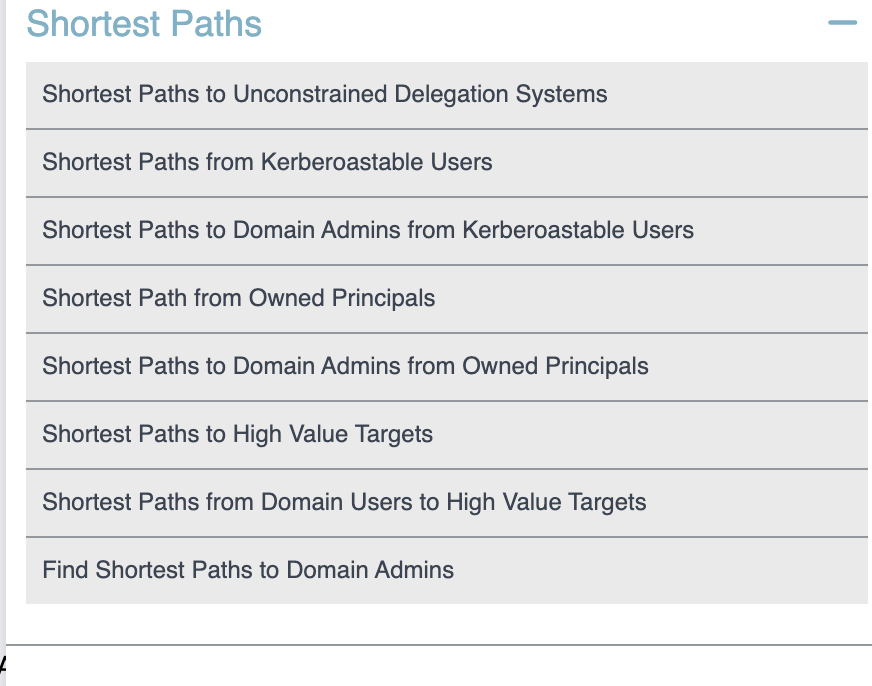 Shortest Paths
Shortest Paths to Unconstrained Delegation Systems
Shortest Paths from Kerberoastable Users
Shortest Paths to Domain Admins from Kerberoastable Users
Shortest Path from Owned Principals
Shortest Paths to Domain Admins from Owned Principals
Shortest Paths to High Value Targets
Shortest Paths from Domain Users to High Value Targets
Find Shortest Paths to Domain Admins